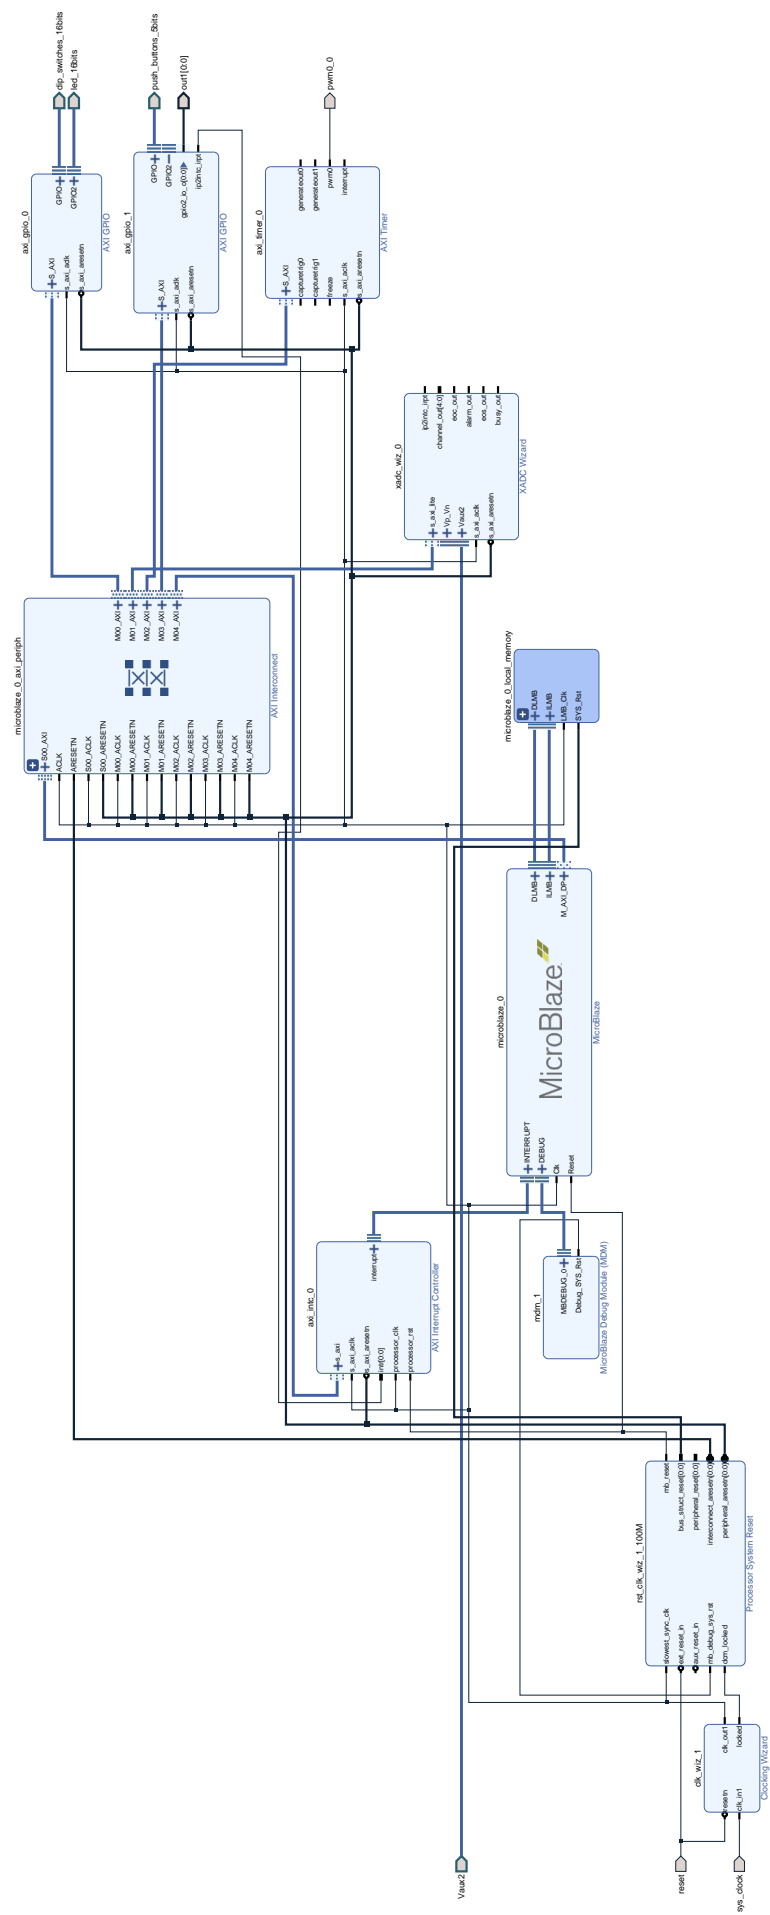 dip_switches_16bits
led_16bits
push_buttons_5bits
out1[0:0]
pwm0_0
axi_gpio_0
GPIO
GPIO2
S_AXI
s_axi_aclk
s_axi_aresetn
AXI GPIO
axi_gpio_1
GPIO
GPIO2
gpio2_io_o[0:0]
ip2intc_irpt
S_AXI
s_axi_aclk
s_axi_aresetn
AXI GPIO
axi_timer_0
generateout0
generateout1
pwm0
interrupt
S_AXI
capturetrig0
capturetrig1
freeze
s_axi_aclk
s_axi_aresetn
AXI Timer
xadc_wiz_0
ip2intc_irpt
channel_out[4:0]
eoc_out
alarm_out
eos_out
busy_out
s_axi_lite
Vp_Vn
Vaux2
s_axi_aclk
s_axi_aresetn
XADC Wizard
microblaze_0_axi_periph
M00_AXI
M01_AXI
M02_AXI
M03_AXI
M04_AXI
S00_AXI
ACLK
ARESETN
S00_ACLK
S00_ARESETN
M00_ACLK
M00_ARESETN
M01_ACLK
M01_ARESETN
M02_ACLK
M02_ARESETN
M03_ACLK
M03_ARESETN
M04_ACLK
M04_ARESETN
AXI Interconnect
microblaze_0_local_memory
DLMB
ILMB
LMB_Clk
SYS_Rst
microblaze_0
DLMB
ILMB
M_AXI_DP
MicroBlaze
INTERRUPT
DEBUG
Clk
Reset
MicroBlaze
axi_intc_0
interrupt
s_axi
s_axi_aclk
s_axi_aresetn
intr[0:0]
processor_clk
processor_rst
AXI Interrupt Controller
mdm_1
MBDEBUG_0
Debug_SYS_Rst
MicroBlaze Debug Module (MDM)
rst_clk_wiz_1_100M
mb_reset
bus_struct_reset[0:0]
peripheral_reset[0:0]
interconnect_aresetn[0:0]
peripheral_aresetn[0:0]
slowest_sync_clk
ext_reset_in
aux_reset_in
mb_debug_sys_rst
dcm_locked
Processor System Reset
clk_wiz_1
clk_out1
locked
resetn
clk_in1
Clocking Wizard
Vaux2
reset
sys_clock